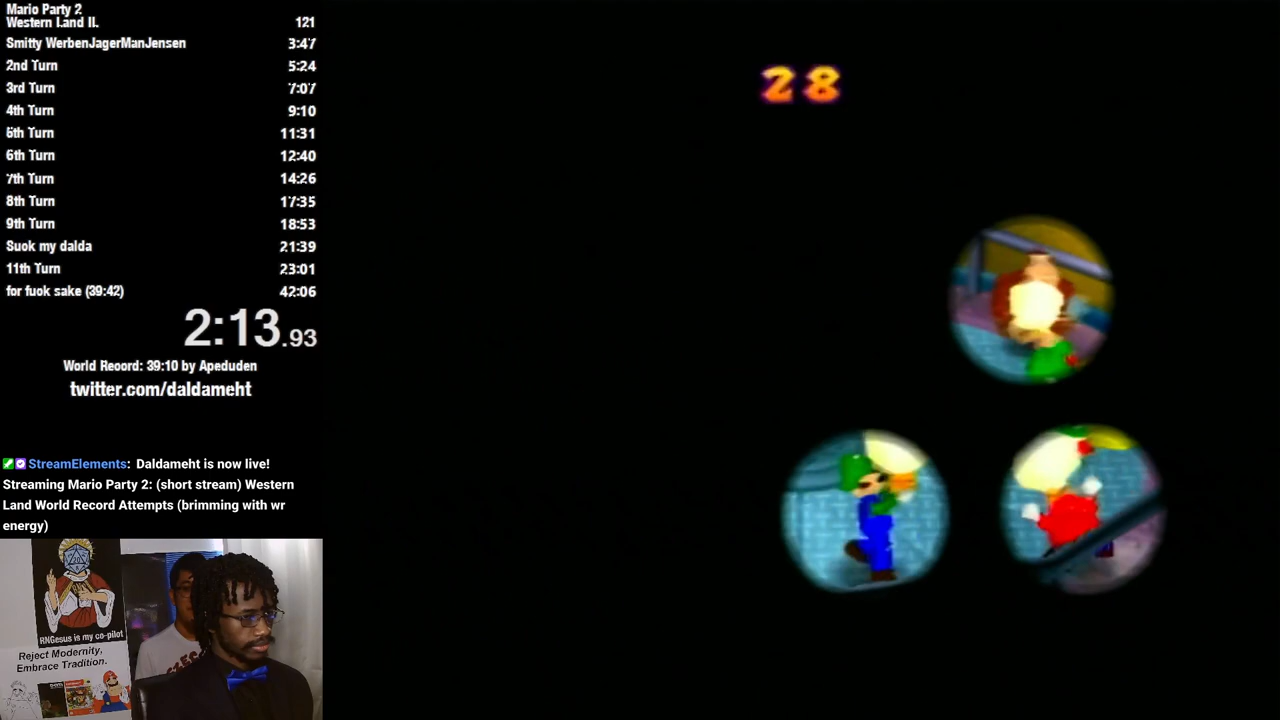 Mario Party 2
Western Land II. 121
Smitty WerbenJagerManJensen 3:47
2nd Turn 5:24
3rd Turn 7:07
4th Turn 9:10
5th Turn 11:31
6th Turn 12:40
7th Turn 14:26
8th Turn 17:35
9th Turn 18:53
Suok my dalda 21:39
11th Turn 23:01
for fuok sake (39:42) 42:06
2:13.93
World Reoord: 39:10 by Apeduden
twitter.com/daldameht
StreamElements: Daldameht is now live!
Streaming Mario Party 2: (short stream) Western
Land World Record Attempts (brimming with wr
energy)
28
RNGesus is my co-pilot
Reject Modernity,
Embrace Tradition.